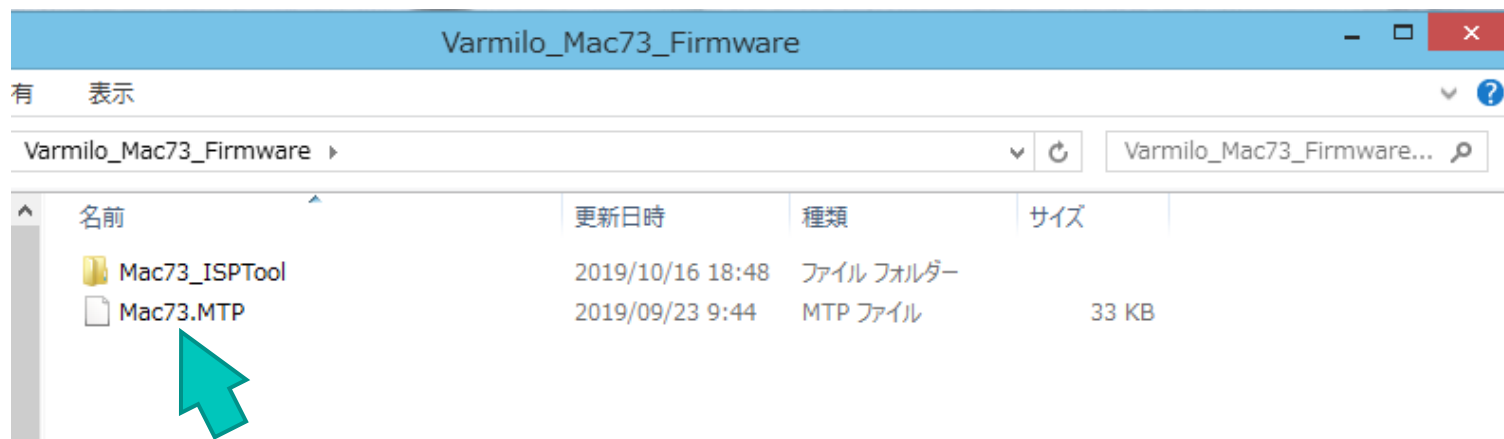 Varmilo_Mac73_Firmware
有 表示
Varmilo_Mac73_Firmware Varmilo_Mac73_Firmware...
名前 更新日時 種類 サイズ
Mac73_ISPTool 2019/10/16 18:48 ファイル フォルダー
Mac73.MTP 2019/09/23 9:44 MTP ファイル 33 KB